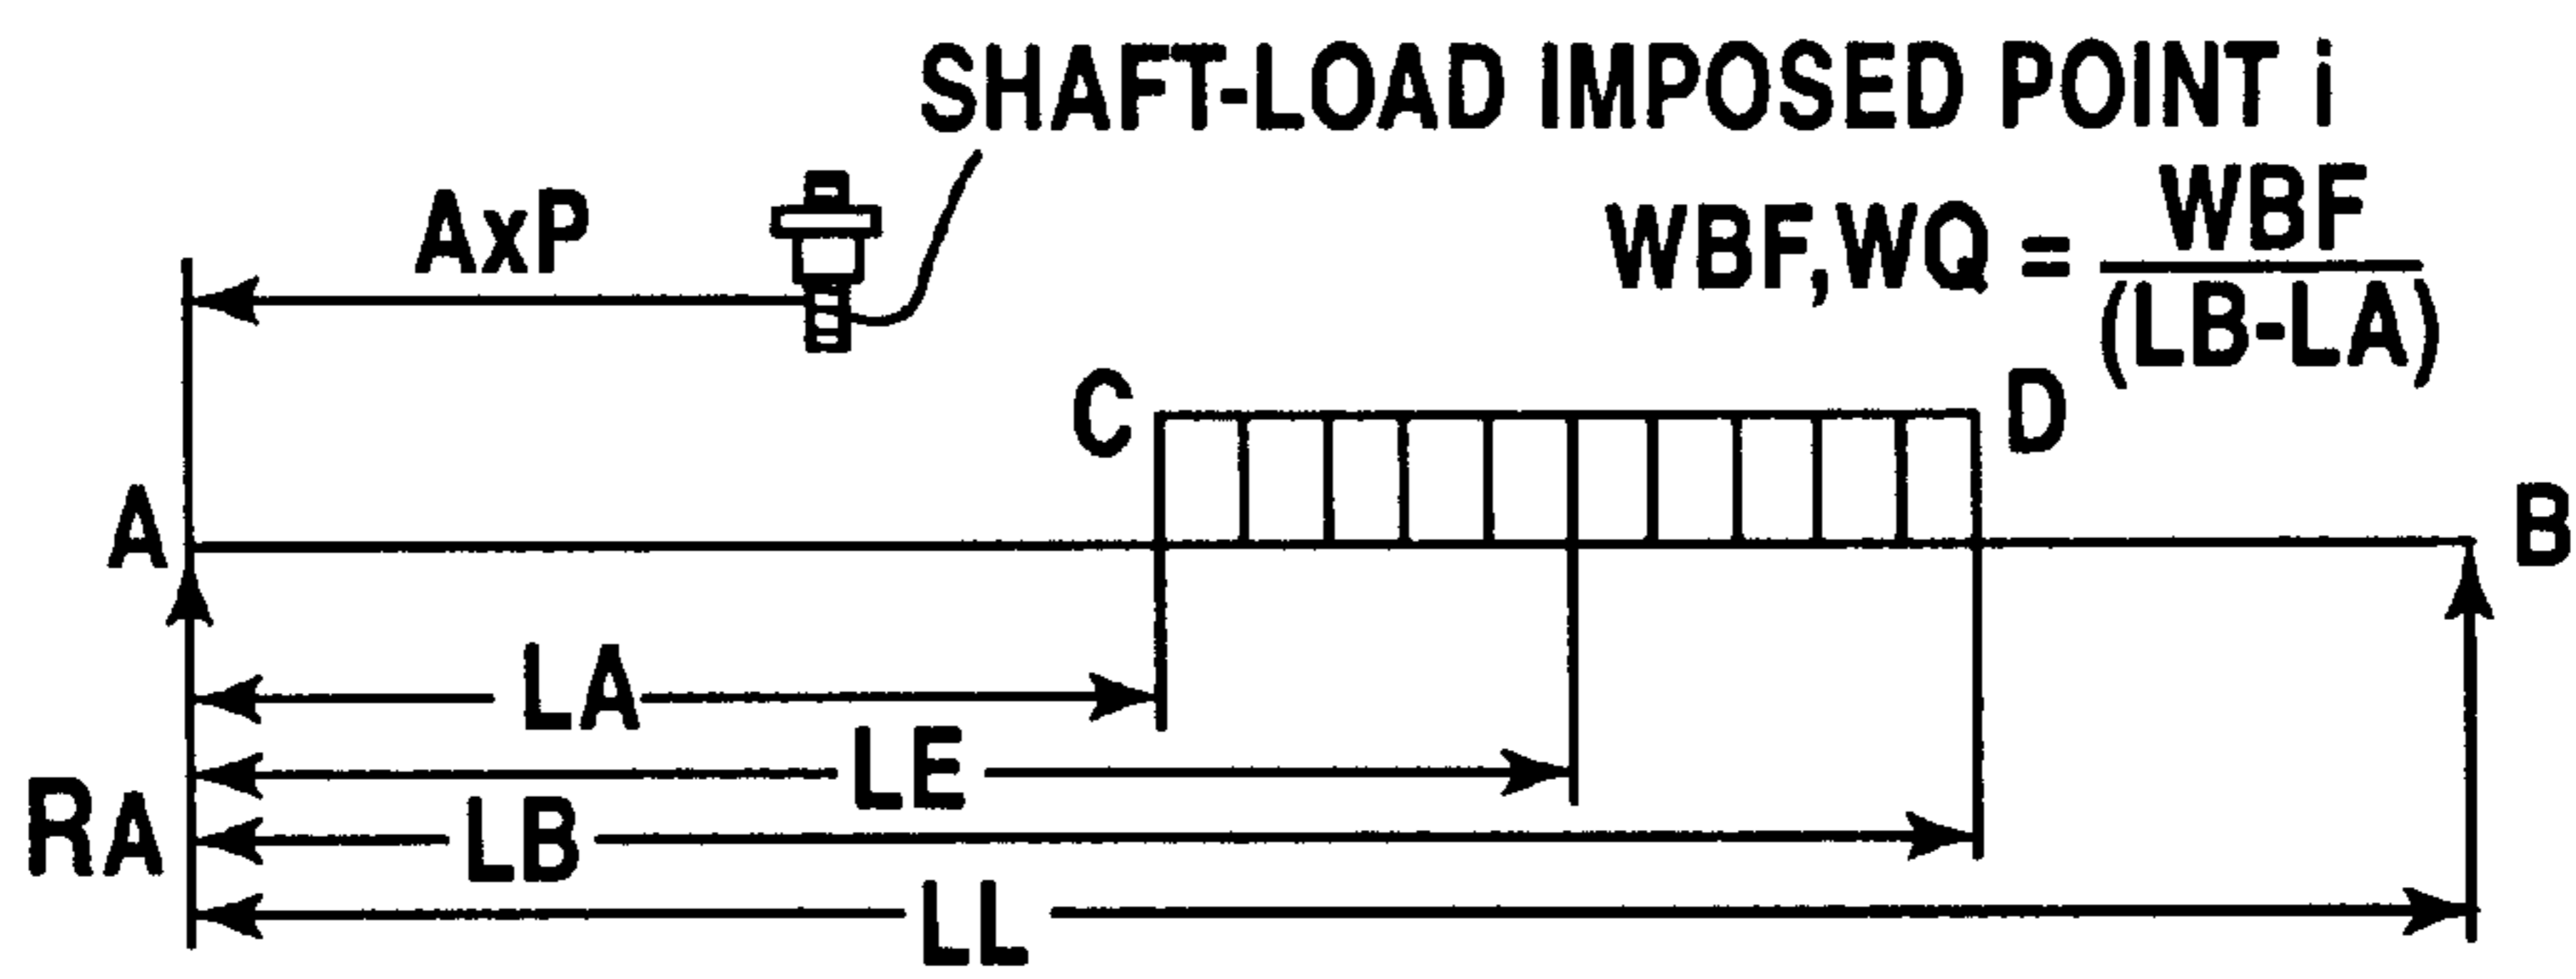 SHAFT-LOAD IMPOSED POINT i
AxP
WBF,WQ = WBF
(LB-LA)
C
D
A
B
LA
LE
RA
LB
LL